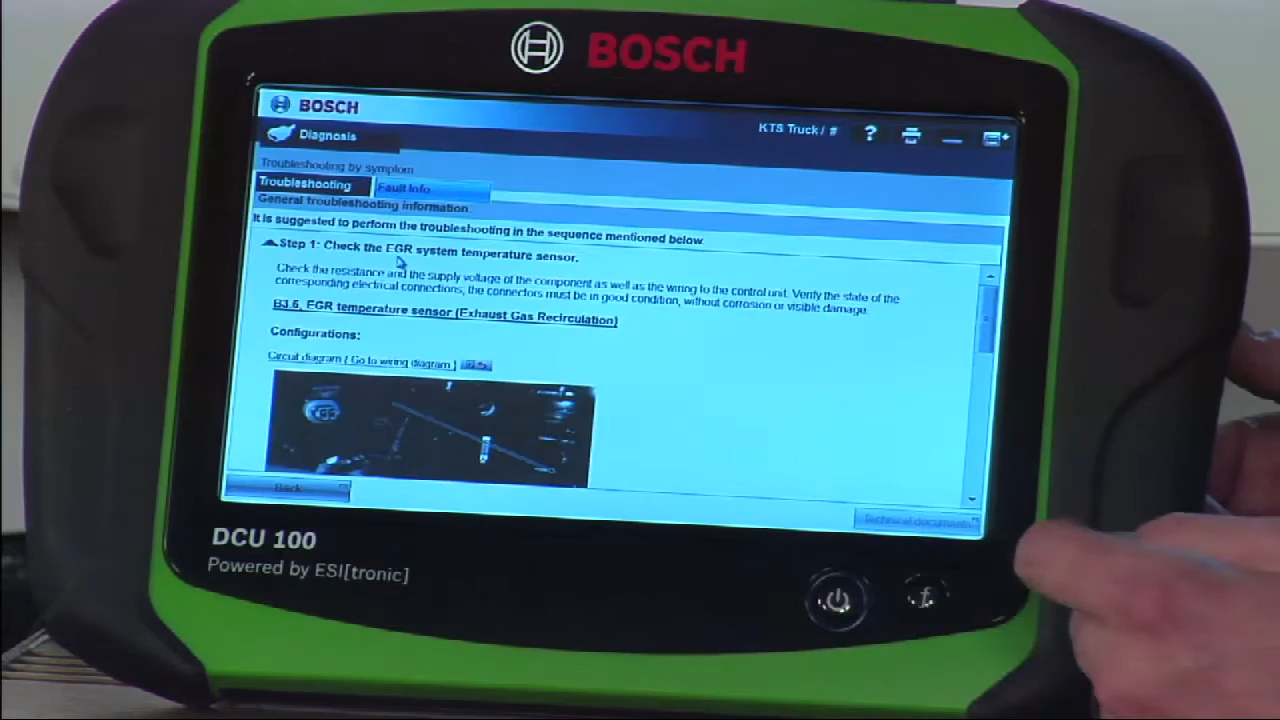 BOSCH
BOSCH
Diagnosis
KTS Truck / #
?
Troubleshooting by symptom
Troubleshooting
Fault Info
General troubleshooting information.
It is suggested to perform the troubleshooting in the sequence mentioned below
Step 1: Check the EGR system temperature sensor.
Check the resistance and the supply voltage of the component as well as the wiring to the control unit. Verify the state of the
corresponding electrical connections, the connectors must be in good condition, without corrosion or visible damage.
B3.6, EGR temperature sensor (Exhaust Gas Recirculation)
Configurations:
Circuit diagram ( Go to wiring diagram )
Back
Technical documents
DCU 100
Powered by ESI[tronic]
f